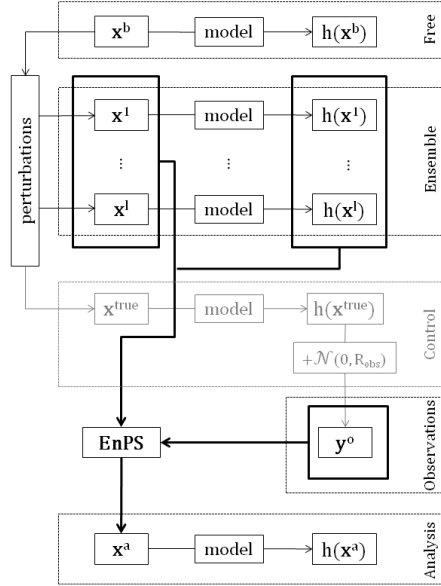 x^b model h(x^b) Free
perturbations
x^1 model h(x^1)
⋮ ⋮ ⋮ Ensemble
x^l model h(x^l)
x^true model h(x^true) Control
+𝒩(0, R_obs)
EnPS y^o Observations
x^a model h(x^a) Analysis